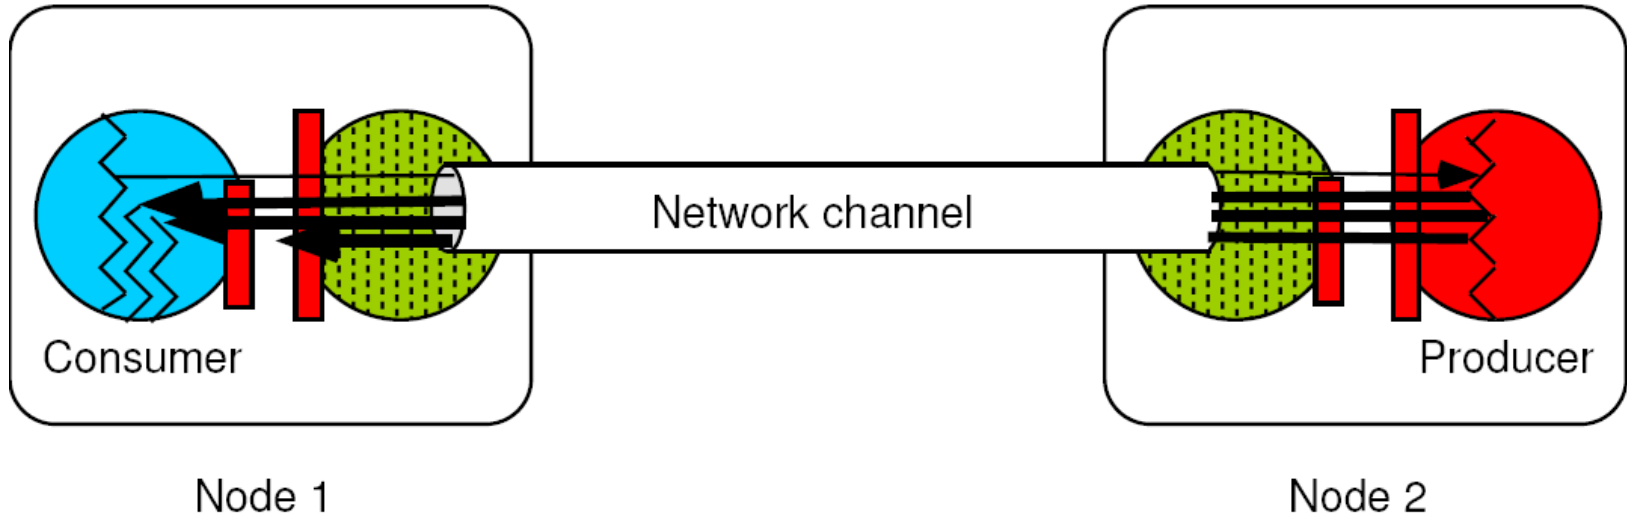 Network channel
Consumer
Producer
Node 1
Node 2